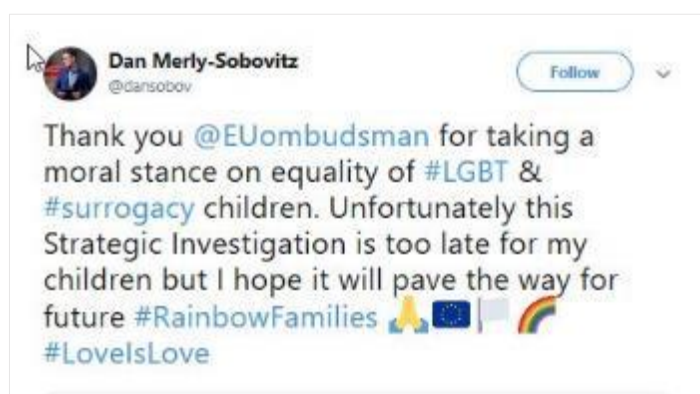 Dan Merly-Sobovitz
@dansobov
Follow
Thank you @EUombudsman for taking a
moral stance on equality of #LGBT &
#surrogacy children. Unfortunately this
Strategic Investigation is too late for my
children but I hope it will pave the way for
future #RainbowFamilies 🙏🇪🇺🏳🌈
#LoveIsLove